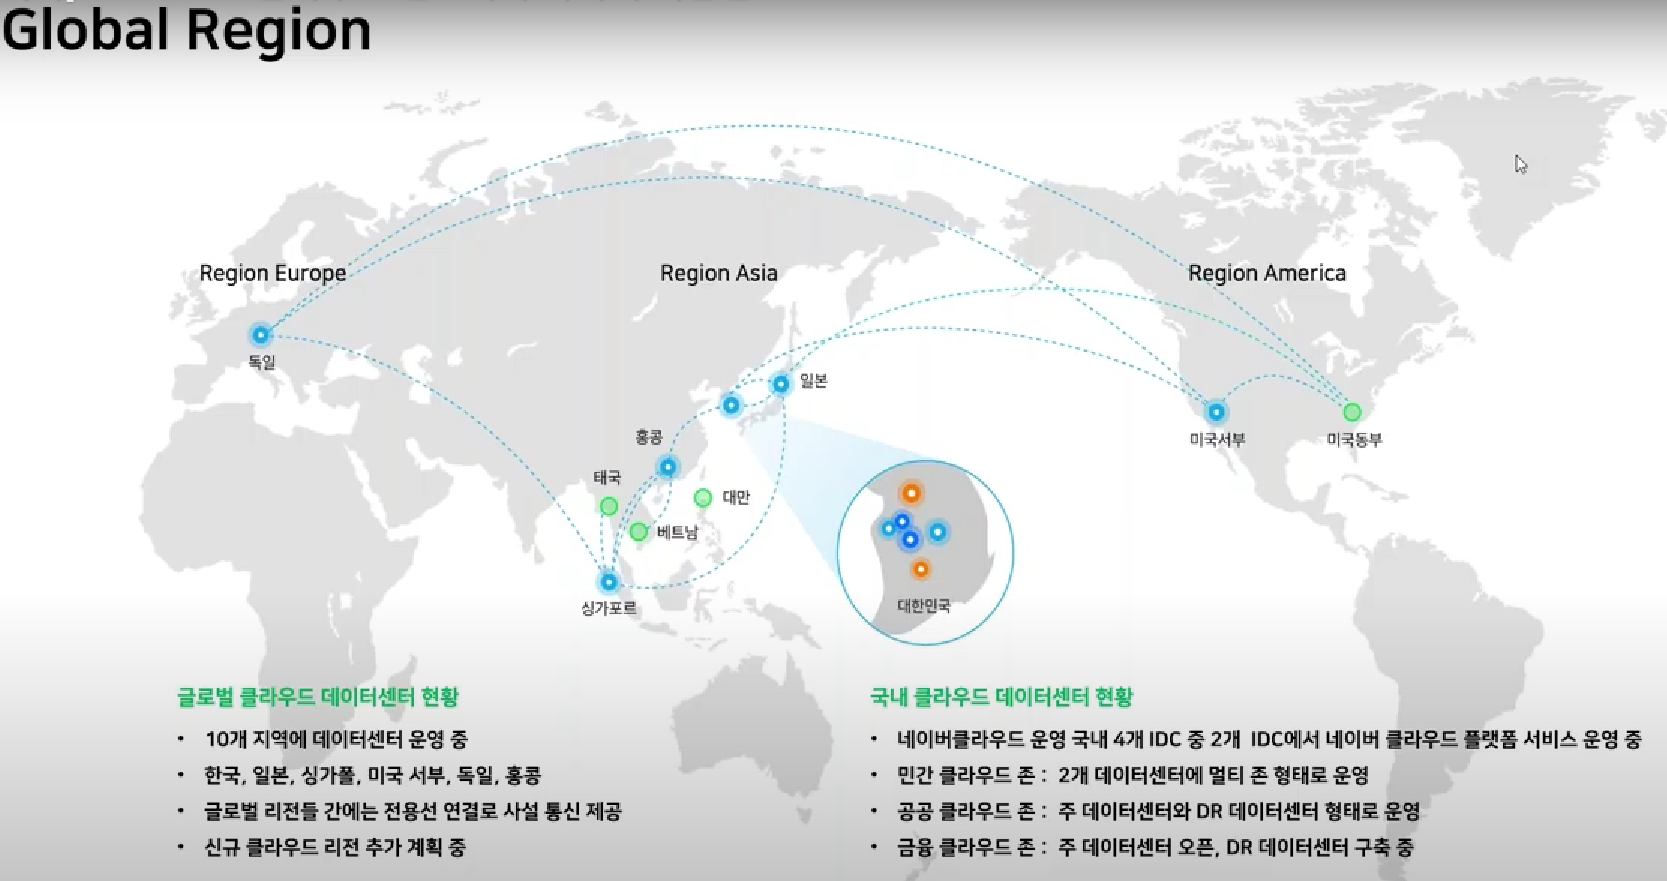 Global Region
Region Europe
Region Asia
Region America
독일
일본
홍콩
태국
대만
베트남
싱가포르
미국서부
미국동부
대한민국
글로벌 클라우드 데이터센터 현황
• 10개 지역에 데이터센터 운영 중
• 한국, 일본, 싱가폴, 미국 서부, 독일, 홍콩
• 글로벌 리전들 간에는 전용선 연결로 사설 통신 제공
• 신규 클라우드 리전 추가 계획 중
국내 클라우드 데이터센터 현황
• 네이버클라우드 운영 국내 4개 IDC 중 2개 IDC에서 네이버 클라우드 플랫폼 서비스 운영 중
• 민간 클라우드 존 : 2개 데이터센터에 멀티 존 형태로 운영
• 공공 클라우드 존 : 주 데이터센터와 DR 데이터센터 형태로 운영
• 금융 클라우드 존 : 주 데이터센터 오픈, DR 데이터센터 구축 중